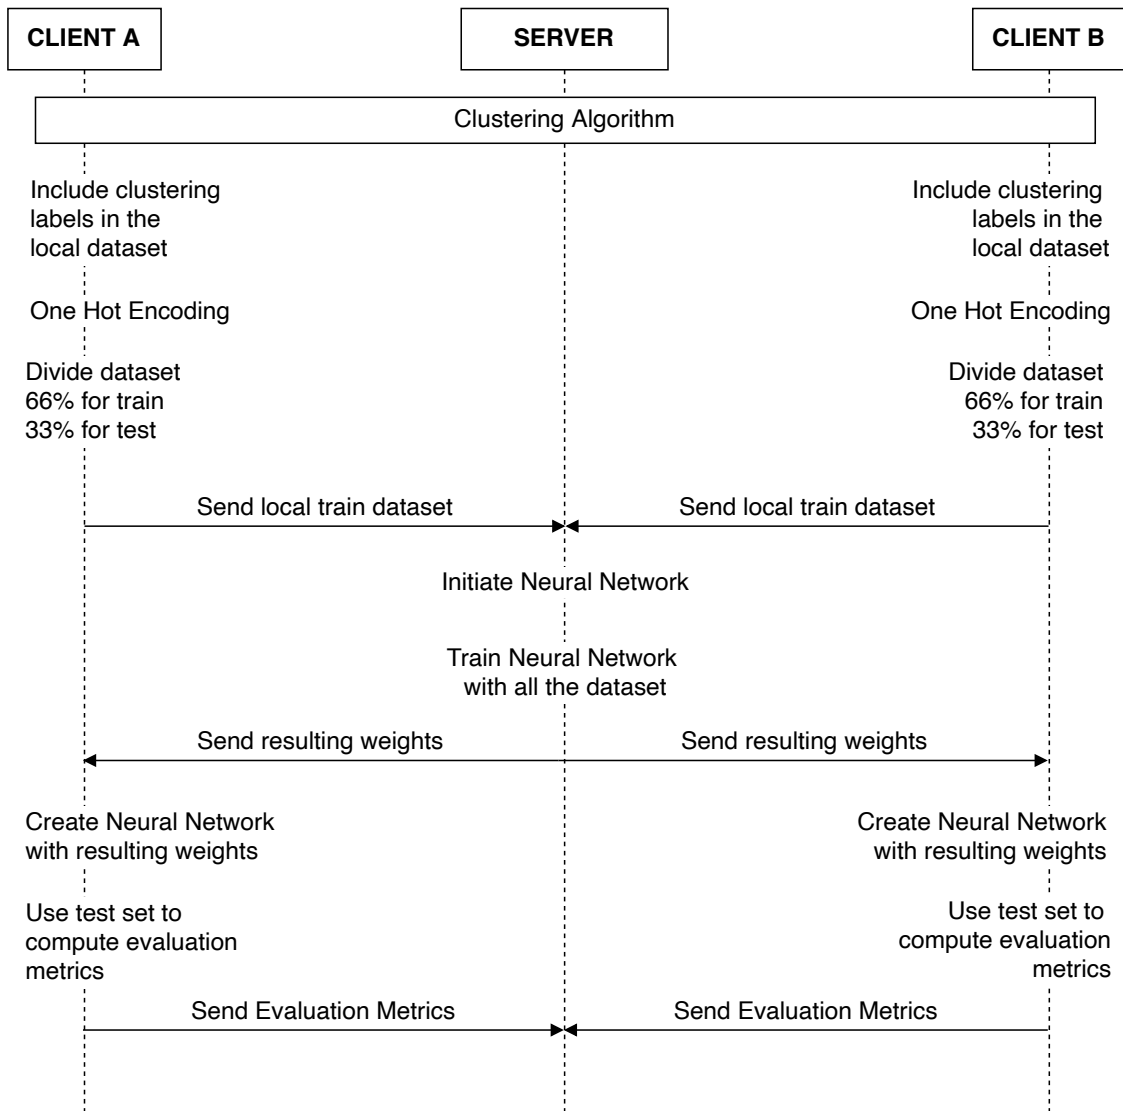 CLIENT A
SERVER
CLIENT B
Clustering Algorithm
Include clustering
labels in the
local dataset
Include clustering
labels in the
local dataset
One Hot Encoding
One Hot Encoding
Divide dataset
66% for train
33% for test
Divide dataset
66% for train
33% for test
Send local train dataset
Send local train dataset
Initiate Neural Network
Train Neural Network
with all the dataset
Send resulting weights
Send resulting weights
Create Neural Network
with resulting weights
Create Neural Network
with resulting weights
Use test set to
compute evaluation
metrics
Use test set to
compute evaluation
metrics
Send Evaluation Metrics
Send Evaluation Metrics